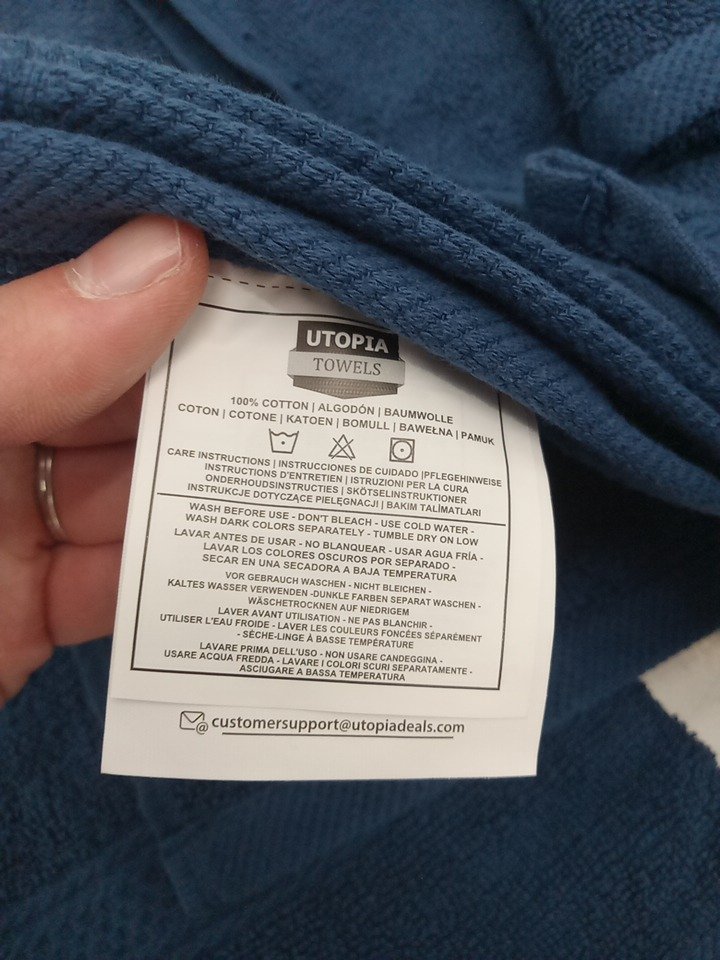 UTOPIA
TOWELS
100% COTTON | ALGODÓN | BAUMWOLLE
COTON | COTONE | KATOEN | BOMULL | BAWEŁNA | PAMUK
CARE INSTRUCTIONS | INSTRUCCIONES DE CUIDADO |PFLEGEHINWEISE
INSTRUCTIONS D'ENTRETIEN | ISTRUZIONI PER LA CURA
ONDERHOUDSINSTRUCTIES | SKÖTSELINSTRUKTIONER
INSTRUKCJE DOTYCZĄCE PIELĘGNACJI | BAKIM TALİMATLARI
WASH BEFORE USE - DON'T BLEACH - USE COLD WATER -
WASH DARK COLORS SEPARATELY - TUMBLE DRY ON LOW
LAVAR ANTES DE USAR - NO BLANQUEAR - USAR AGUA FRÍA -
LAVAR LOS COLORES OSCUROS POR SEPARADO -
SECAR EN UNA SECADORA A BAJA TEMPERATURA
VOR GEBRAUCH WASCHEN - NICHT BLEICHEN -
KALTES WASSER VERWENDEN -DUNKLE FARBEN SEPARAT WASCHEN -
WÄSCHETROCKNEN AUF NIEDRIGEM
LAVER AVANT UTILISATION - NE PAS BLANCHIR -
UTILISER L'EAU FROIDE - LAVER LES COULEURS FONCÉES SÉPARÉMENT
- SÈCHE-LINGE À BASSE TEMPÉRATURE
LAVARE PRIMA DELL'USO - NON USARE CANDEGGINA -
USARE ACQUA FREDDA - LAVARE I COLORI SCURI SEPARATAMENTE -
ASCIUGARE A BASSA TEMPERATURA
customersupport@utopiadeals.com